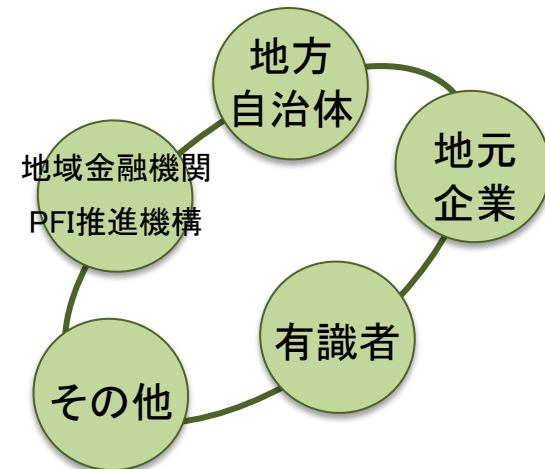 地方
自治体
地域金融機関
PFI推進機構
地元
企業
有識者
その他